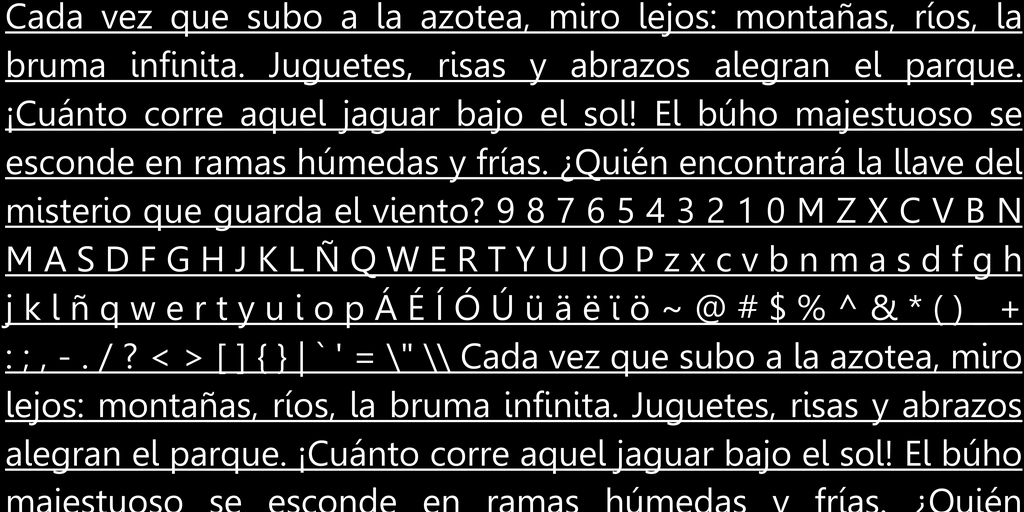 Cada vez que subo a la azotea, miro lejos: montañas, ríos, la
bruma infinita. Juguetes, risas y abrazos alegran el parque.
¡Cuánto corre aquel jaguar bajo el sol! El búho majestuoso se
esconde en ramas húmedas y frías. ¿Quién encontrará la llave del
misterio que guarda el viento? 9 8 7 6 5 4 3 2 1 0 M Z X C V B N
M A S D F G H J K L Ñ Q W E R T Y U I O P z x c v b n m a s d f g h
j k l ñ q w e r t y u i o p Á É Í Ó Ú ü ä ë ï ö ~ @ # $ % ^ & * ( ) _ +
: ; , - . / ? < > [ ] { } | ` ' = \" \\ Cada vez que subo a la azotea, miro
lejos: montañas, ríos, la bruma infinita. Juguetes, risas y abrazos
alegran el parque. ¡Cuánto corre aquel jaguar bajo el sol! El búho
majestuoso se esconde en ramas húmedas y frías. ¿Quién